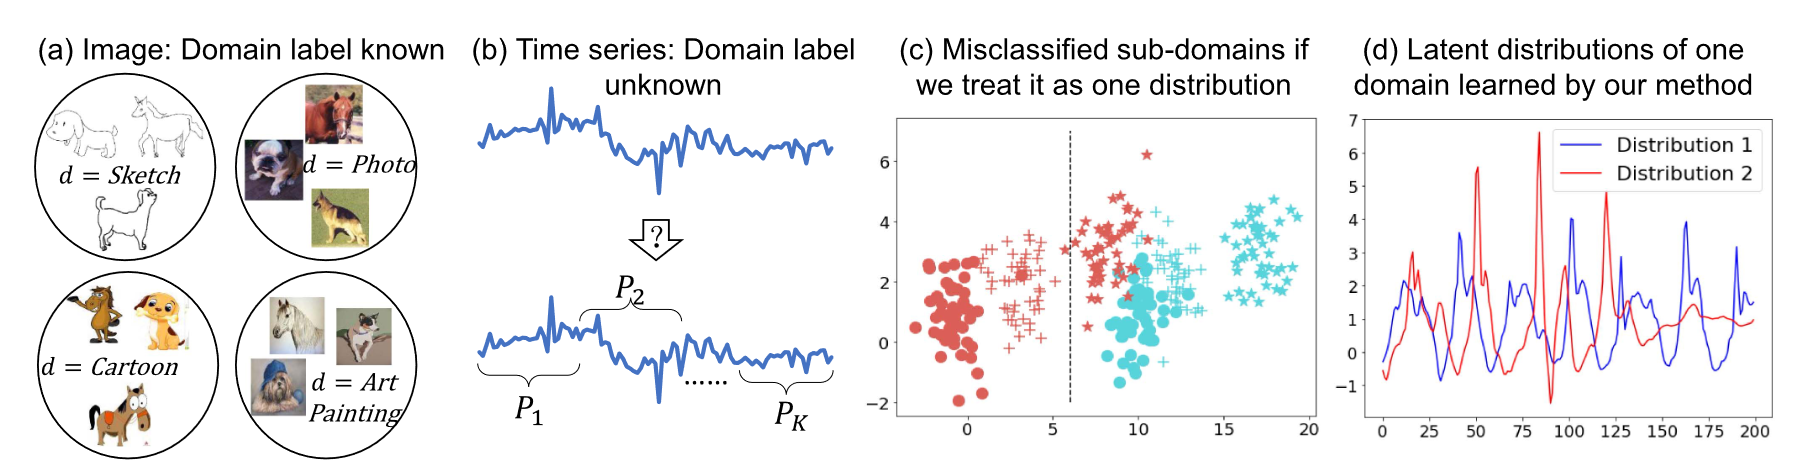 (a) Image: Domain label known
d = Sketch
d = Photo
d = Cartoon
d = Art
Painting
(b) Time series: Domain label
unknown
?
P2
......
P1
PK
(c) Misclassified sub-domains if
we treat it as one distribution
6
4
2
0
−2
0 5 10 15 20
(d) Latent distributions of one
domain learned by our method
7
6
5
4
3
2
1
0
−1
Distribution 1
Distribution 2
0 25 50 75 100 125 150 175 200